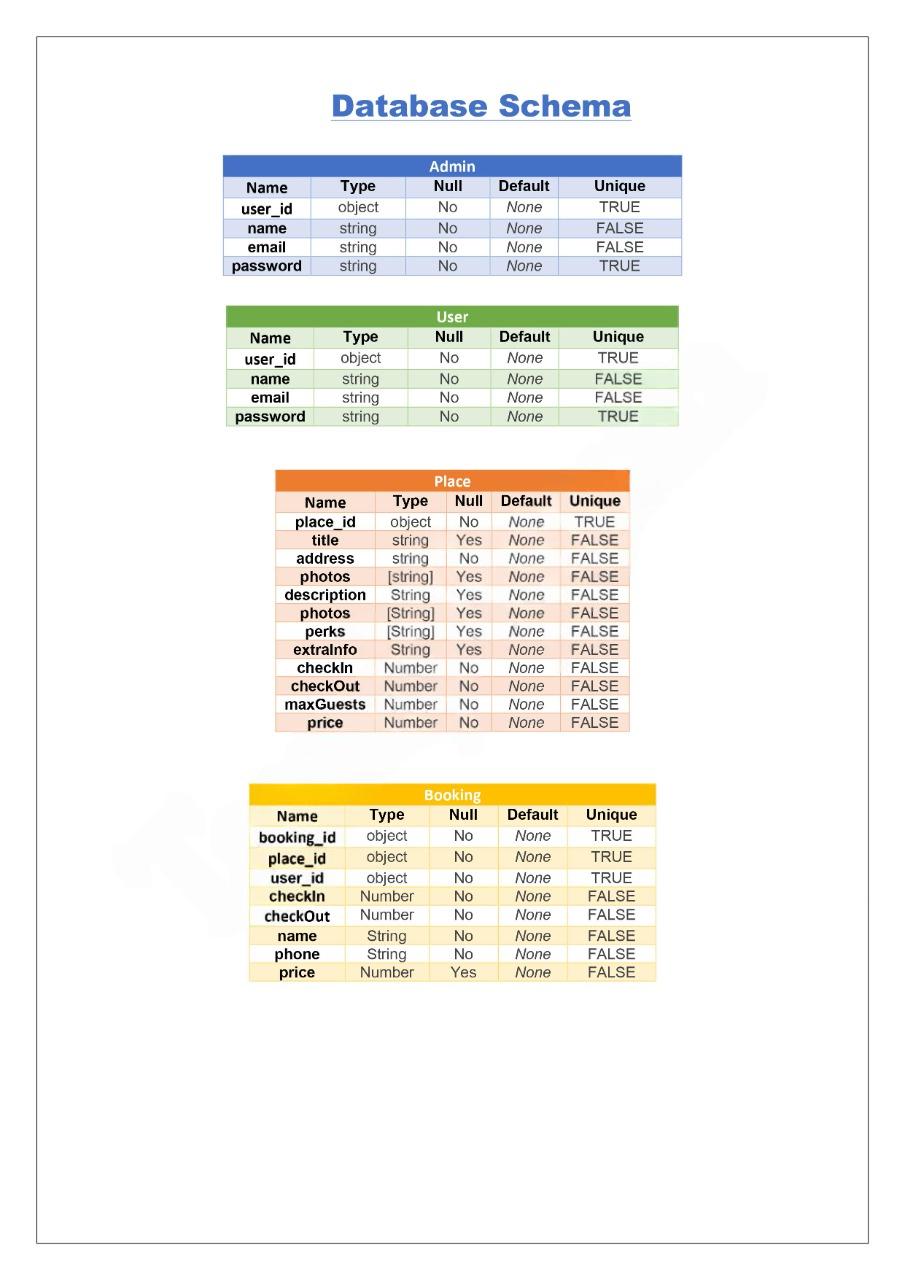 Database Schema
Admin
Name Type Null Default Unique
user_id object No None TRUE
name string No None FALSE
email string No None FALSE
password string No None TRUE
User
Name Type Null Default Unique
user_id object No None TRUE
name string No None FALSE
email string No None FALSE
password string No None TRUE
Place
Name Type Null Default Unique
place_id object No None TRUE
title string Yes None FALSE
address string No None FALSE
photos [string] Yes None FALSE
description String Yes None FALSE
photos [String] Yes None FALSE
perks [String] Yes None FALSE
extraInfo String Yes None FALSE
checkIn Number No None FALSE
checkOut Number No None FALSE
maxGuests Number No None FALSE
price Number No None FALSE
Booking
Name Type Null Default Unique
booking_id object No None TRUE
place_id object No None TRUE
user_id object No None TRUE
checkIn Number No None FALSE
checkOut Number No None FALSE
name String No None FALSE
phone String No None FALSE
price Number Yes None FALSE